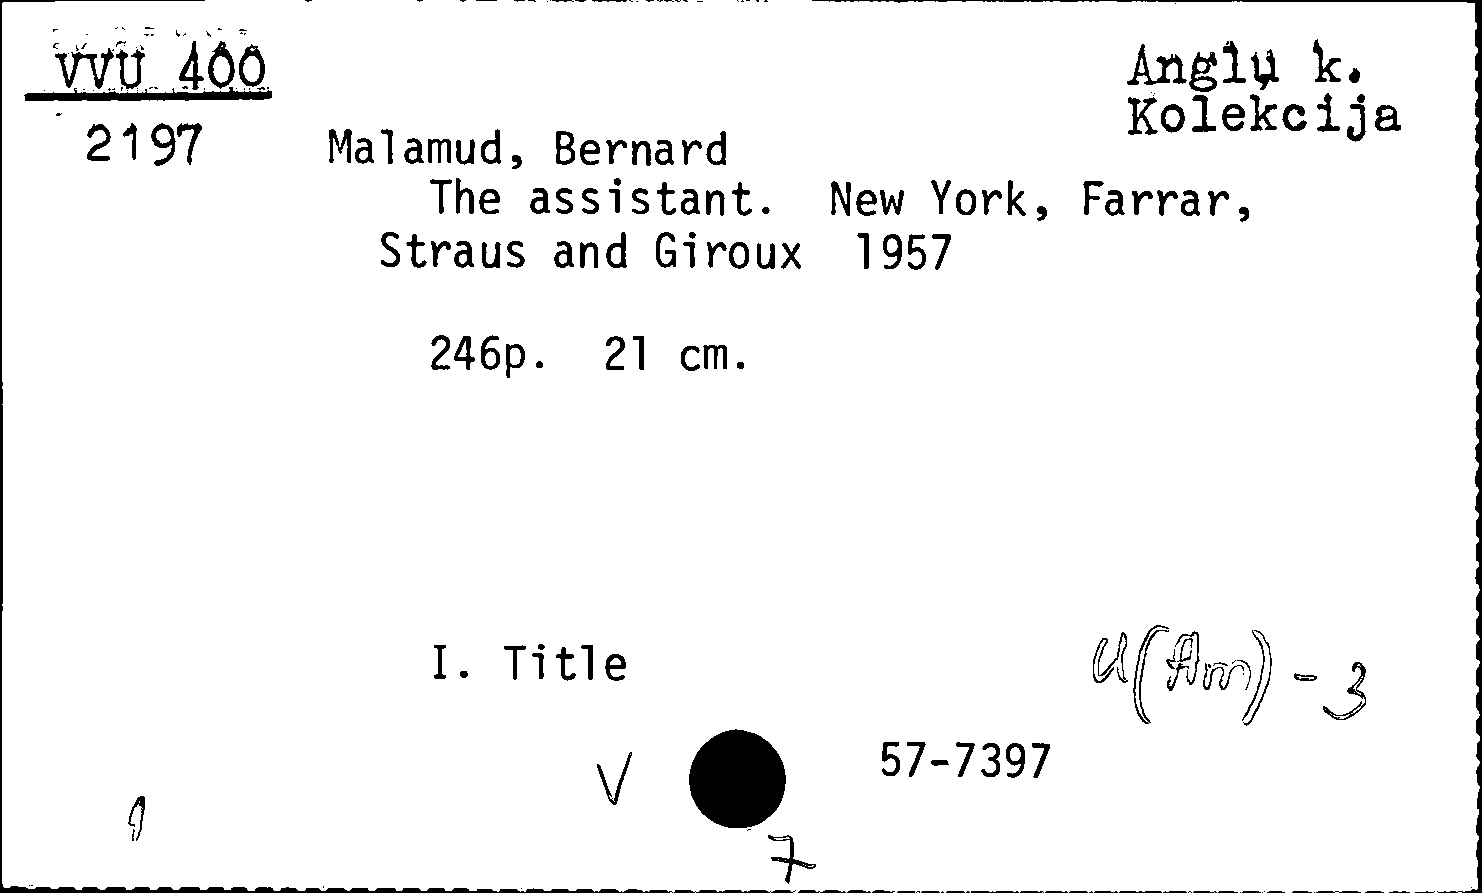 VVU 400
Anglų k.
Kolekcija
2197
Malamud, Bernard
The assistant. New York, Farrar,
Straus and Giroux 1957
246p. 21 cm.
I. Title
U(Am) - 3
V
57-7397
7